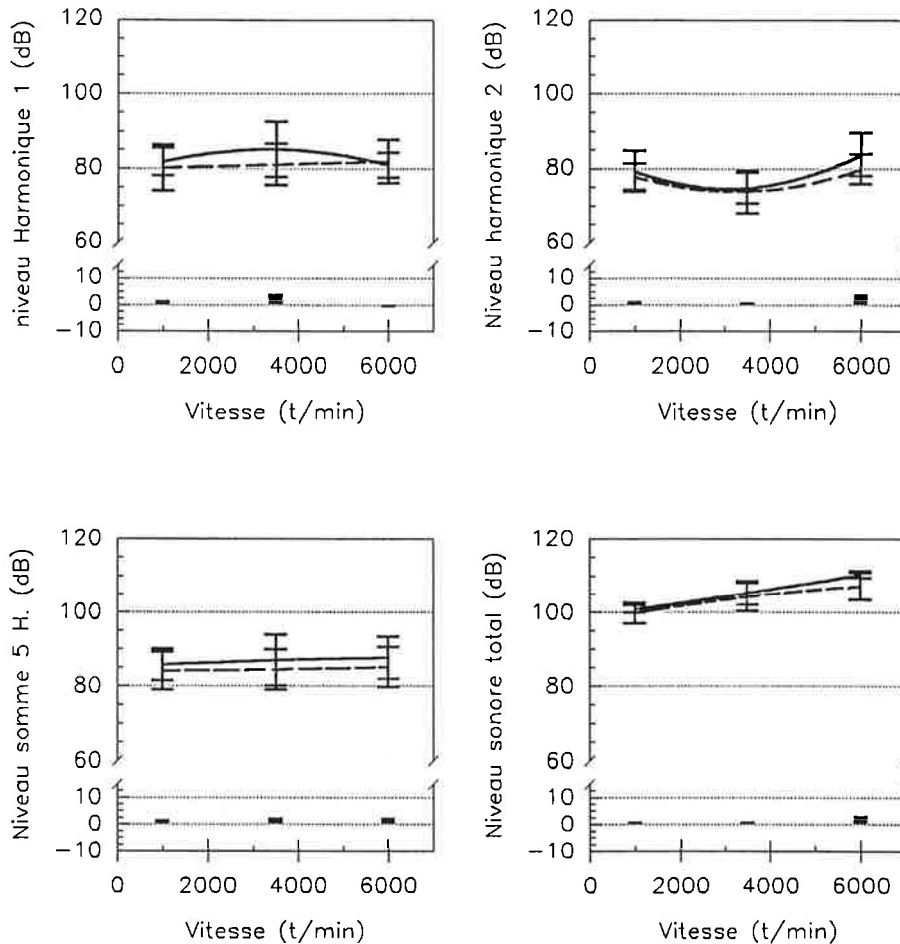 niveau Harmonique 1 (dB)
120
100
80
60
10
0
−10
0 2000 4000 6000
Vitesse (t/min)
Niveau harmonique 2 (dB)
120
100
80
60
10
0
−10
0 2000 4000 6000
Vitesse (t/min)
Niveau somme 5 H. (dB)
120
100
80
60
10
0
−10
0 2000 4000 6000
Vitesse (t/min)
Niveau sonore total (dB)
120
100
80
60
10
0
−10
0 2000 4000 6000
Vitesse (t/min)